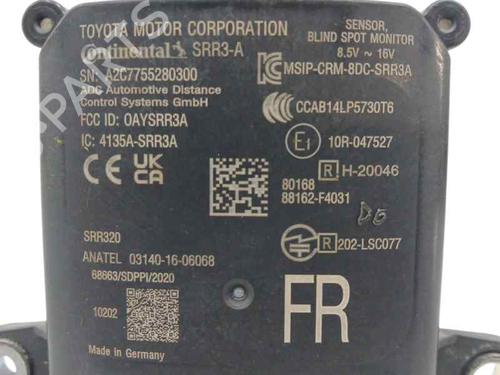 TOYOTA MOTOR CORPORATION
Continental SRR3-A
SN: A2C7755280300
ADC Automotive Distance
Control Systems GmbH
FCC ID: OAYSRR3A
IC: 4135A-SRR3A
CE UK CA
SENSOR,
BLIND SPOT MONITOR
8.5V ~ 16V
MSIP-CRM-8DC-SRR3A
CCC CCAB14LP5730T6
E1 10R-047527
R H-20046
80168
88162-F4031
R 202-LSC077
SRR320
ANATEL 03140-16-06068
68663/SDPPI/2020
10202
Made in Germany
FR